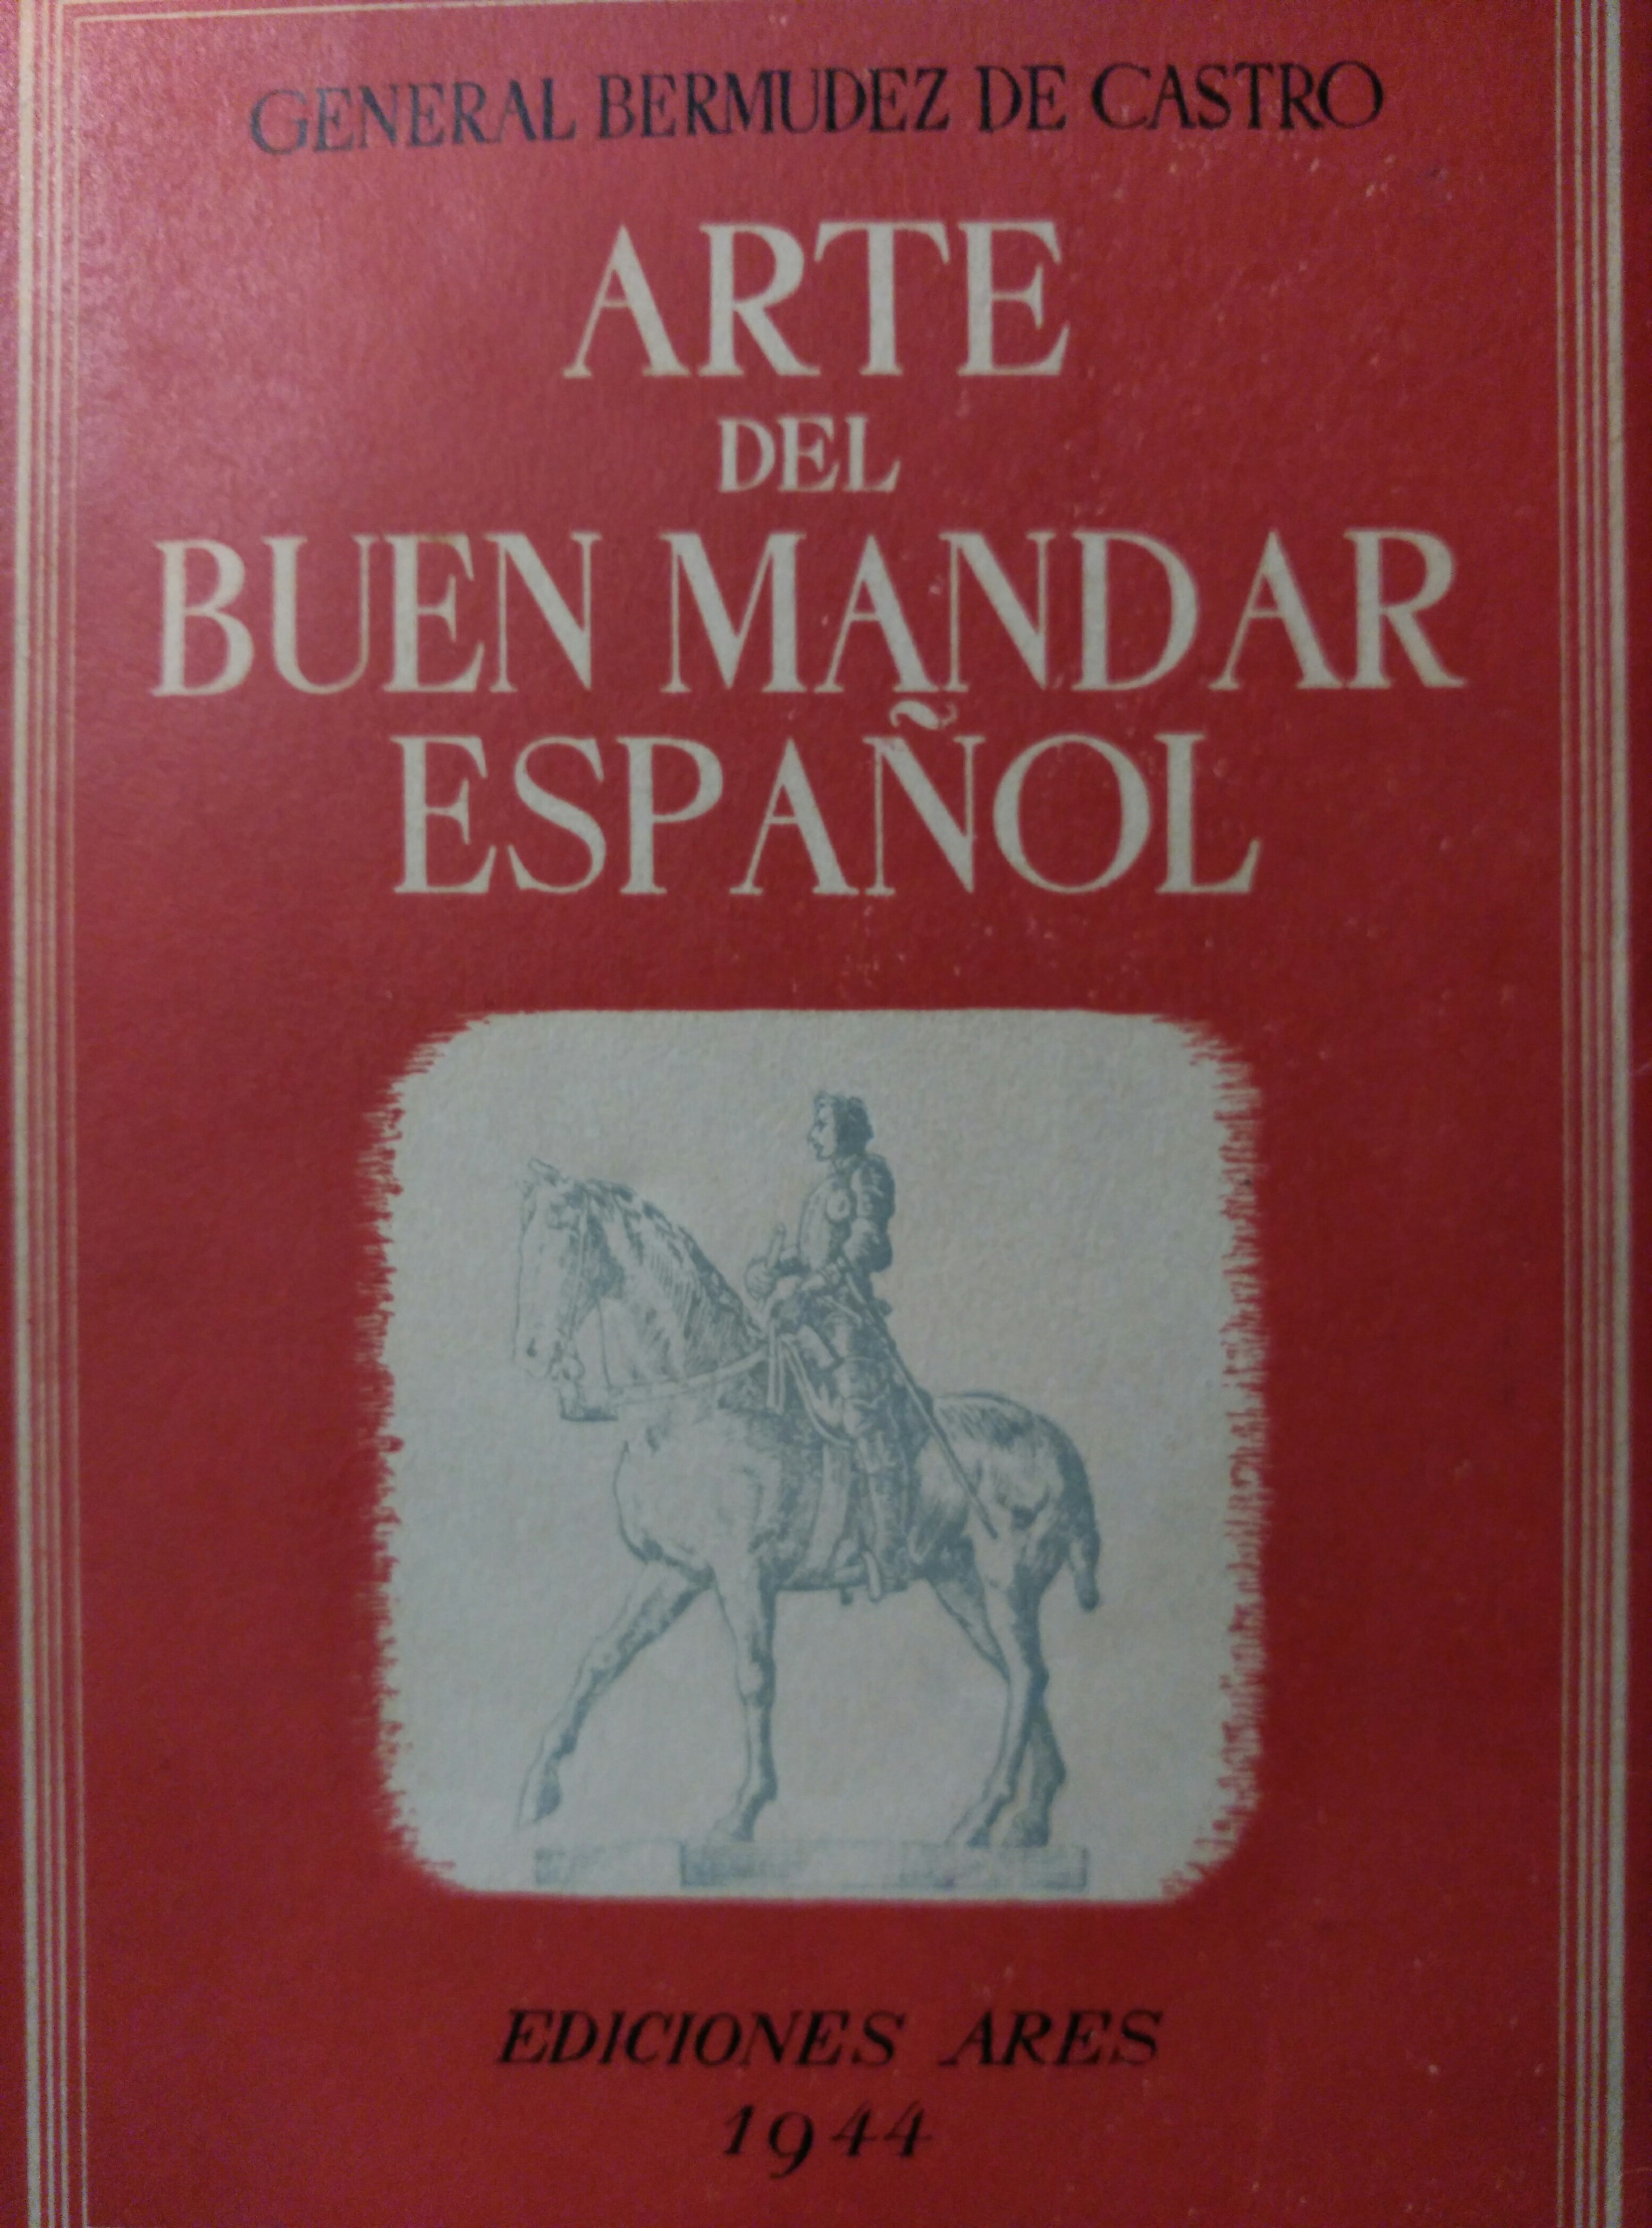 GENERAL BERMUDEZ DE CASTRO
ARTE
DEL
BUEN MANDAR
ESPAÑOL
EDICIONES ARES
1944